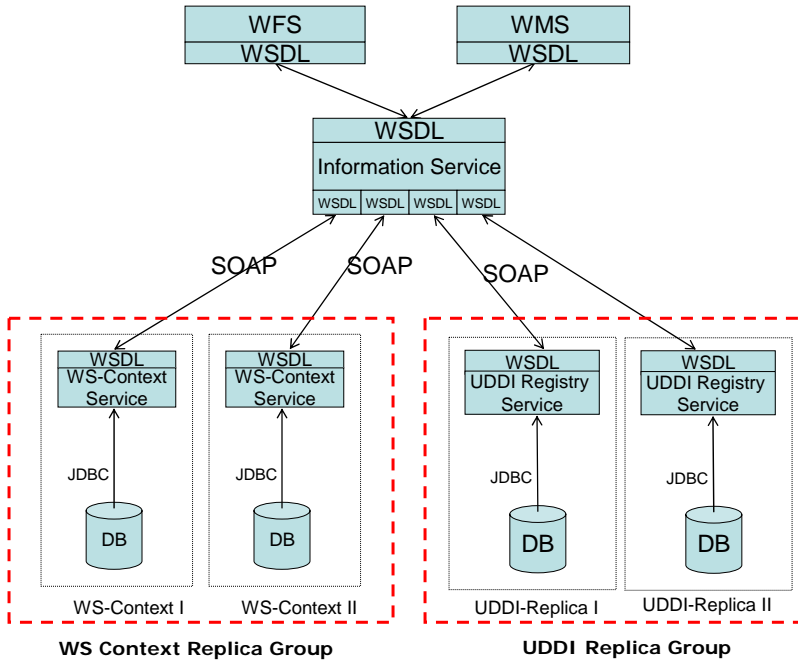 WFS
WSDL
WMS
WSDL
WSDL
Information Service
WSDL WSDL WSDL WSDL
SOAP
SOAP
SOAP
WSDL
WS-Context
Service
WSDL
WS-Context
Service
WSDL
UDDI Registry
Service
WSDL
UDDI Registry
Service
JDBC
JDBC
JDBC
JDBC
DB
DB
DB
DB
WS-Context I
WS-Context II
UDDI-Replica I
UDDI-Replica II
WS Context Replica Group
UDDI Replica Group